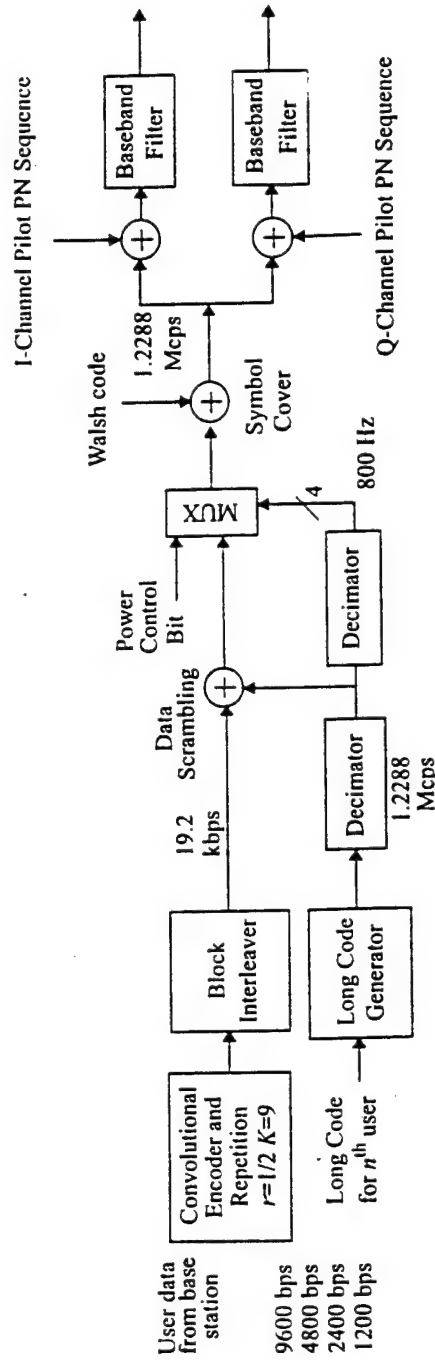 User data
from base
station
9600 bps
4800 bps
2400 bps
1200 bps
Convolutional
Encoder and
Repetition
r=1/2 K=9
Block
Interleaver
19.2
kbps
Data
Scrambling
Long Code
for nth user
Long Code
Generator
Decimator
1.2288
Mcps
Decimator
800 Hz
4
Power
Control
Bit
MUX
Walsh code
Symbol
Cover
1.2288
Mcps
I-Channel Pilot PN Sequence
Baseband
Filter
Baseband
Filter
Q-Channel Pilot PN Sequence